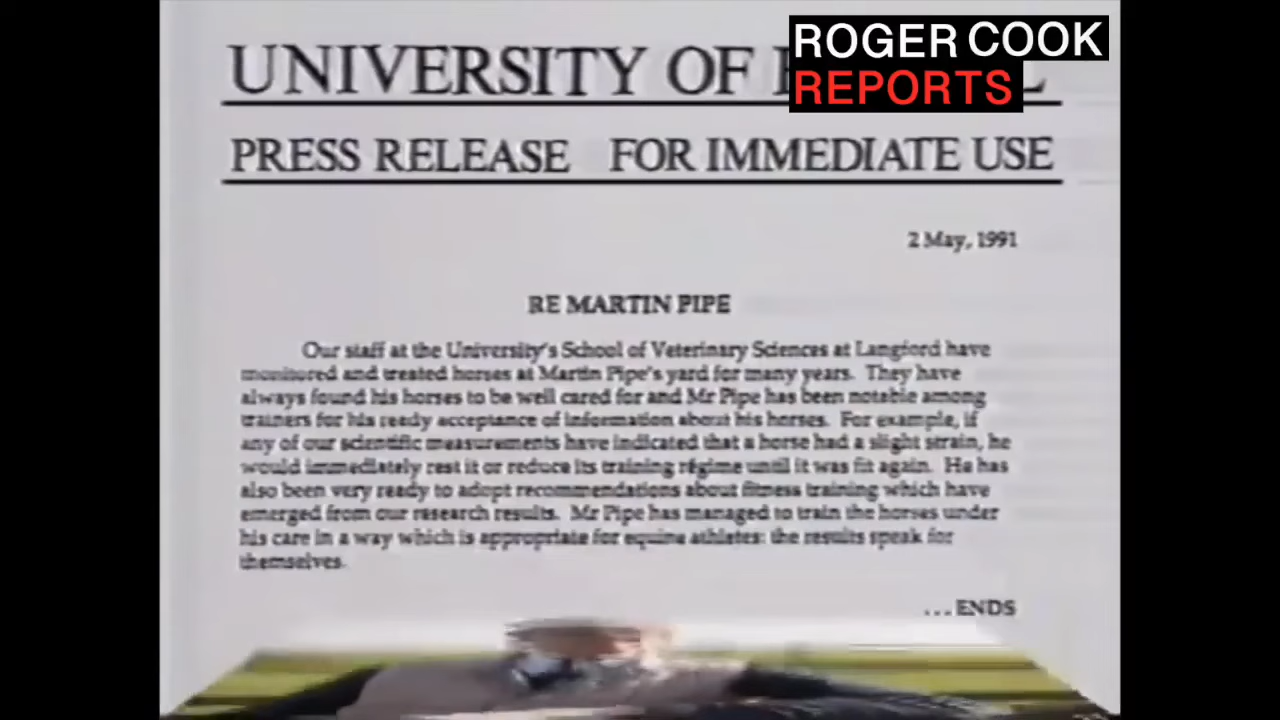 ROGER COOK
REPORTS
UNIVERSITY OF
PRESS RELEASE FOR IMMEDIATE USE
2 May, 1991
RE MARTIN PIPE
Our staff at the University's School of Veterinary Sciences at Langford have
monitored and treated horses at Martin Pipe's yard for many years. They have
always found his horses to be well cared for and Mr Pipe has been notable among
trainers for his ready acceptance of information about his horses. For example, if
any of our scientific measurements have indicated that a horse had a slight strain, he
would immediately rest it or reduce its training régime until it was fit again. He has
also been very ready to adopt recommendations about fitness training which have
emerged from our research results. Mr Pipe has managed to train the horses under
his care in a way which is appropriate for equine athletes: the results speak for
themselves.
...ENDS